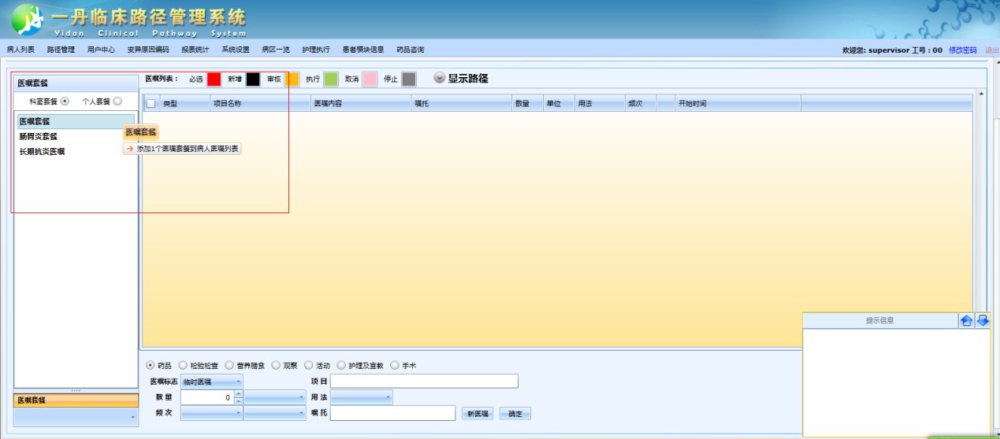 一丹临床路径管理系统
Yidan Clinical Pathway System
病人列表 路径管理 用户中心 变异原因编码 报表统计 系统设置 病区一览 护理执行 患者模块信息 药品咨询 欢迎您: supervisor 工号：00 修改密码 退出
医嘱套餐 医嘱列表： 必选 新增 审核 执行 取消 停止 显示路径
科室套餐 个人套餐 类型 项目名称 医嘱内容 嘱托 数量 单位 用法 频次 开始时间
医嘱套餐
医嘱套餐
肠胃炎套餐
添加1个医嘱套餐到病人医嘱列表
长期抗炎医嘱
提示信息
药品 检验检查 营养膳食 观察 活动 护理及宣教 手术
医嘱标志 临时医嘱 项目
医嘱套餐 数量 0 用法
频次 嘱托 新医嘱 确定